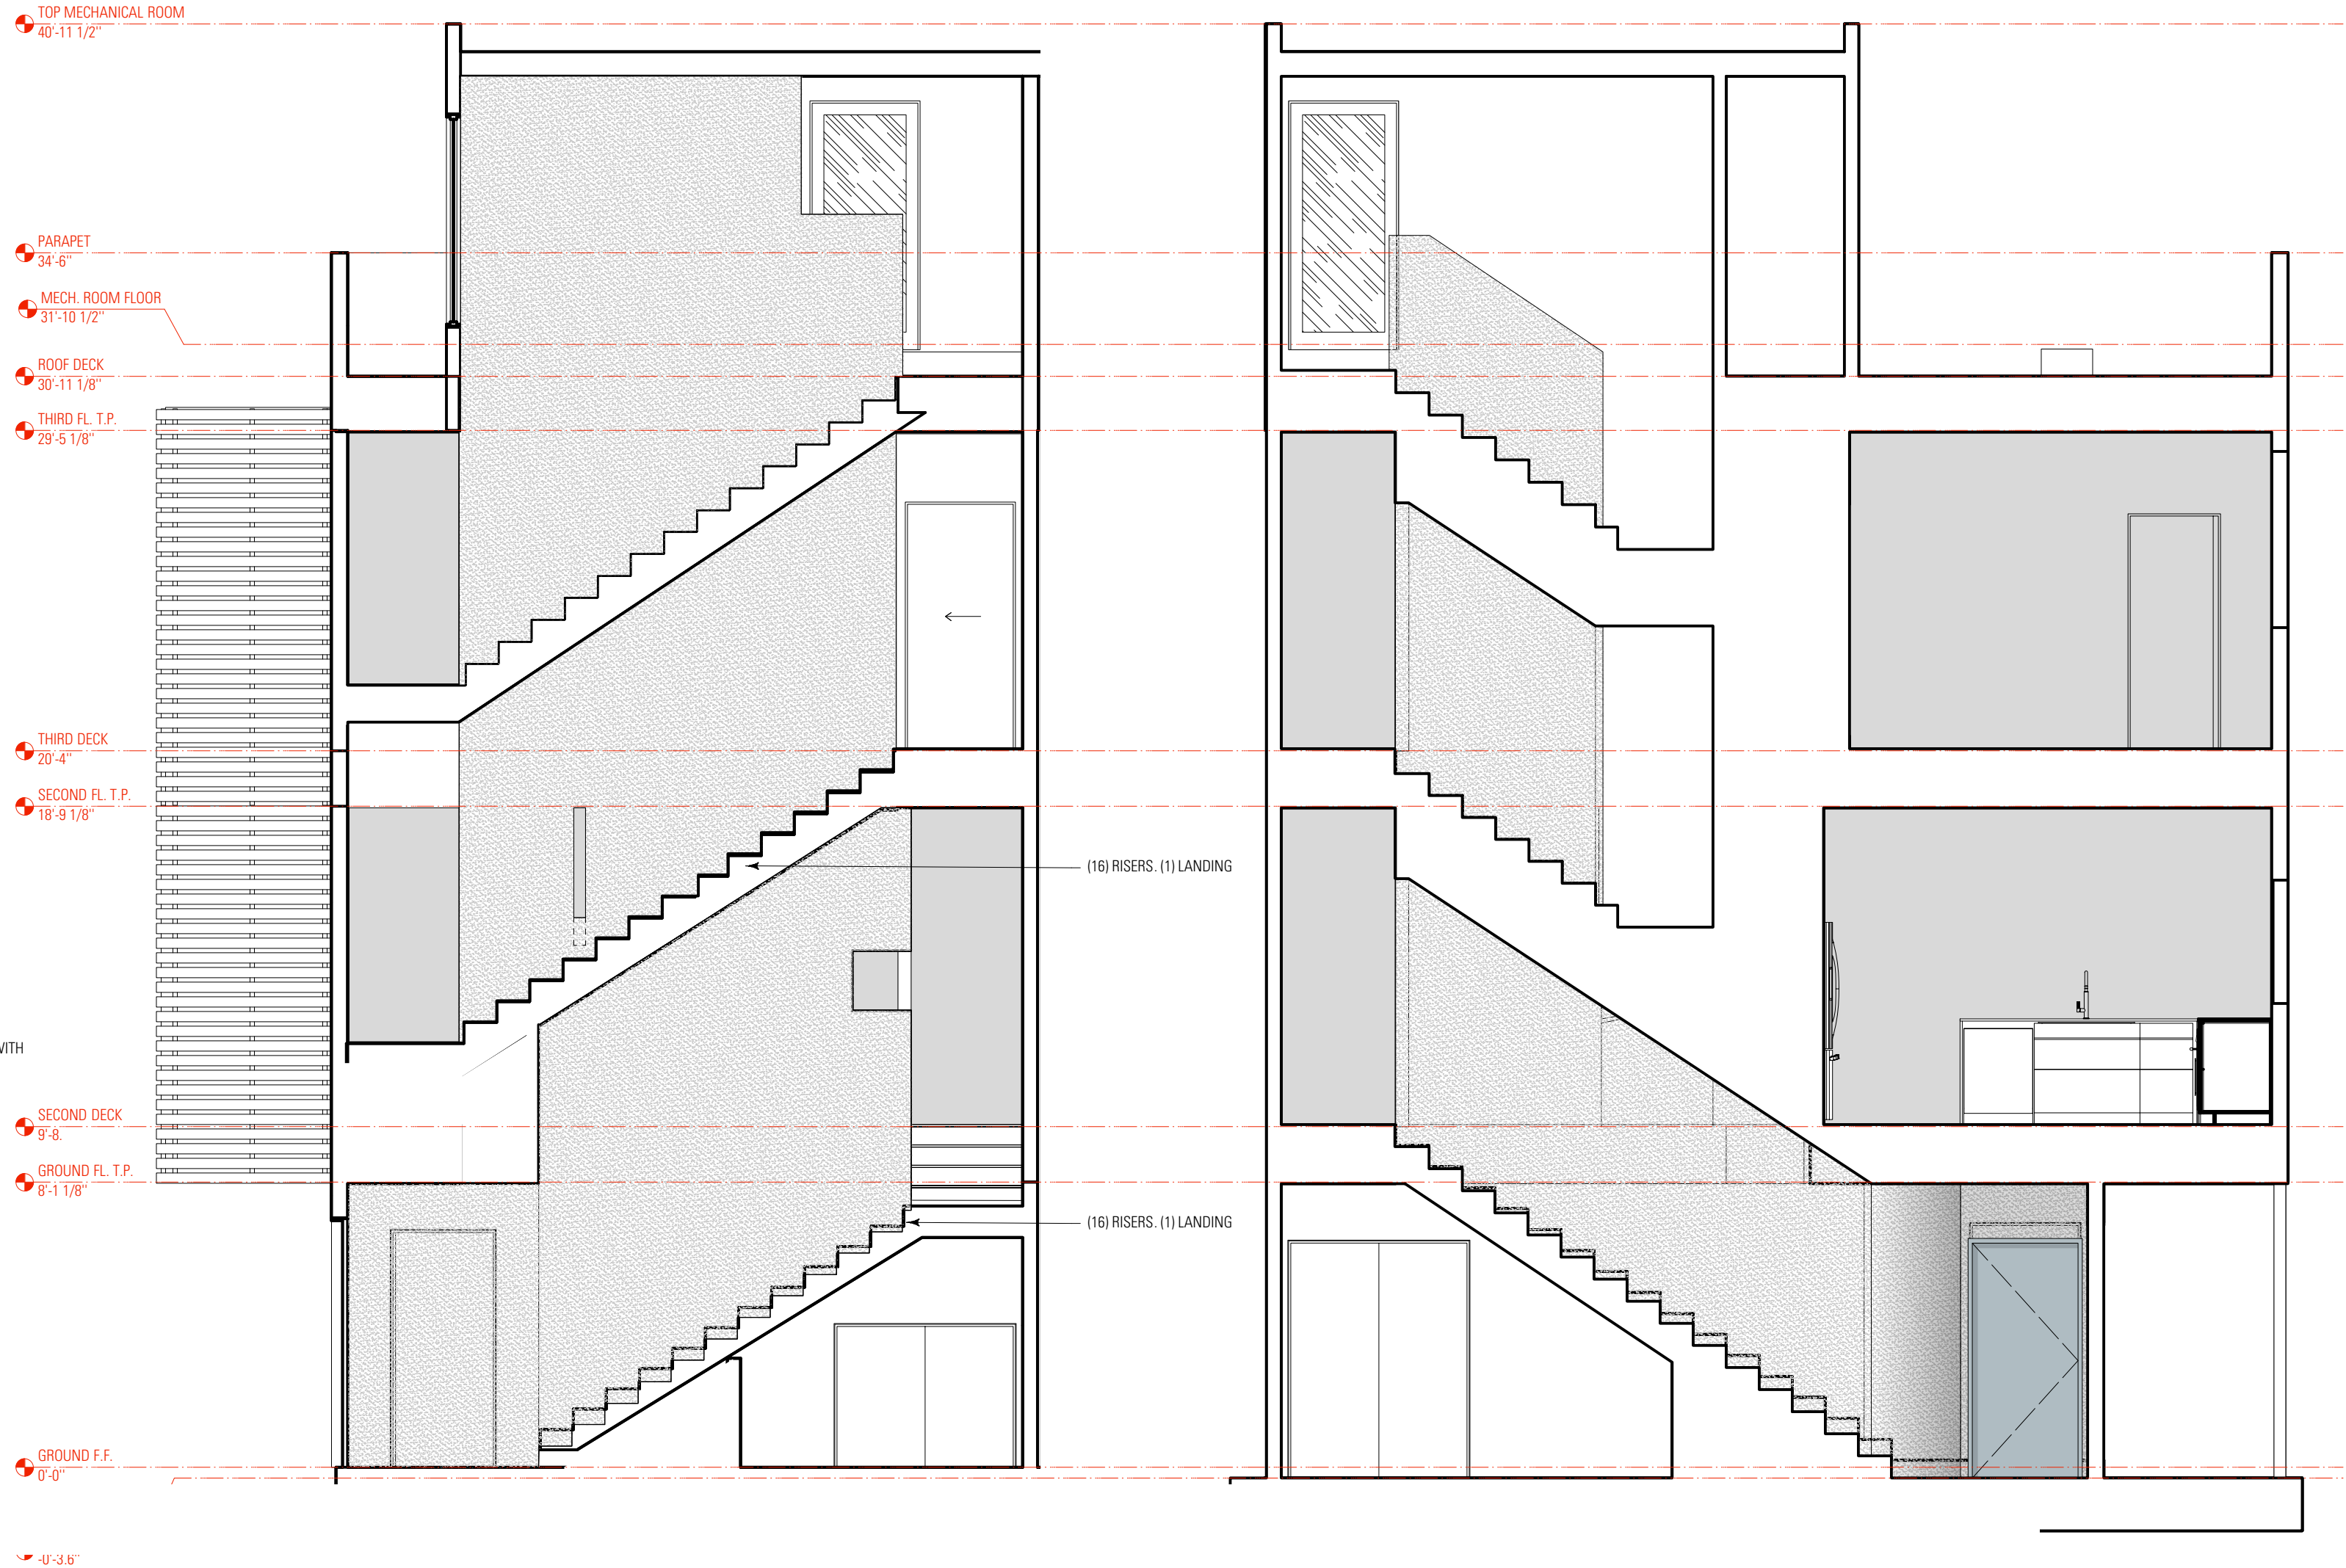 TOP MECHANICAL ROOM
40'-11 1/2"
PARAPET
34'-6"
MECH. ROOM FLOOR
31'-10 1/2"
ROOF DECK
30'-11 1/8"
THIRD FL. T.P.
29'-5 1/8"
THIRD DECK
20'-4"
SECOND FL. T.P.
18'-9 1/8"
(16) RISERS. (1) LANDING
WITH
SECOND DECK
9'-8.
GROUND FL. T.P.
8'-1 1/8"
(16) RISERS. (1) LANDING
GROUND F.F.
0'-0"
-0'-3.6"